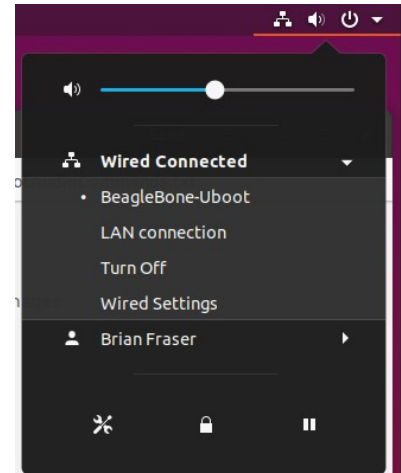 Wired Connected
BeagleBone-Uboot
LAN connection
Turn Off
Wired Settings
Brian Fraser